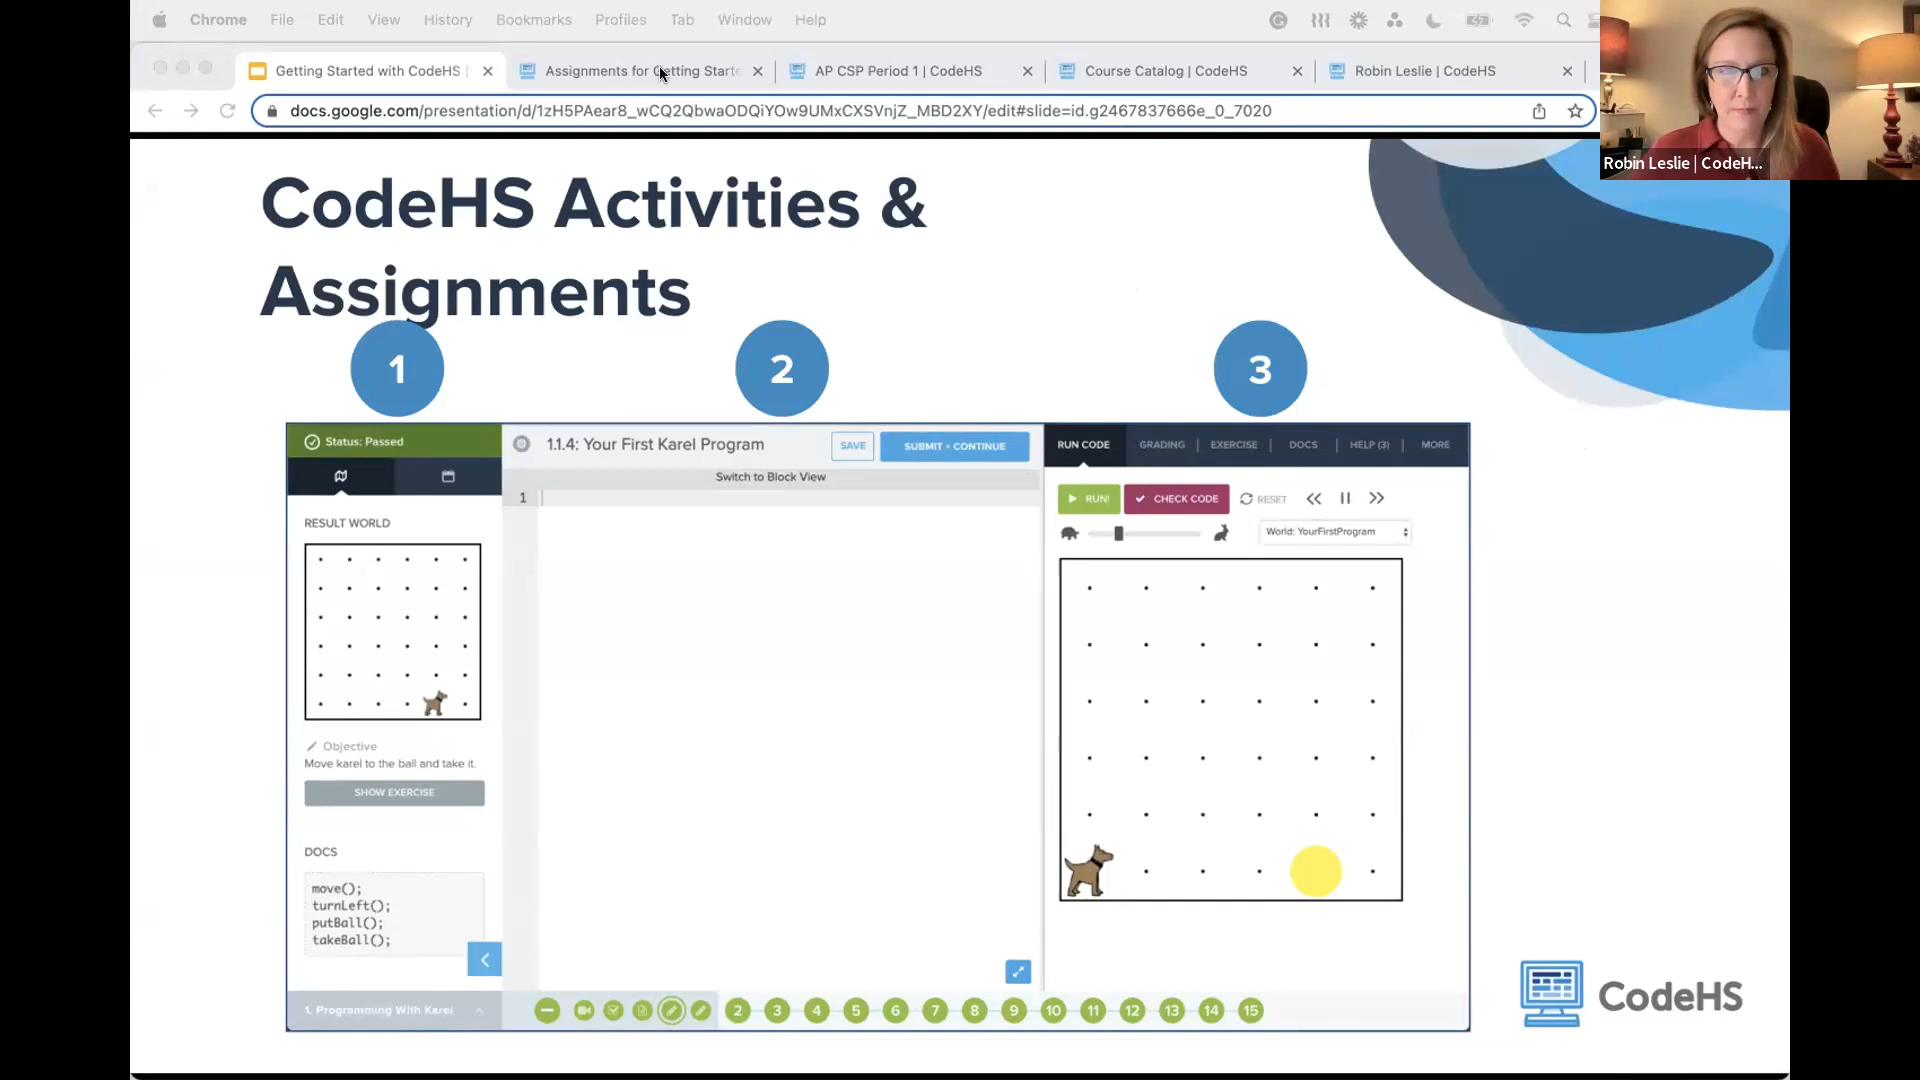 Chrome File Edit View History Bookmarks Profiles Tab Window Help
Getting Started with CodeHS | Assignments for Getting Starte AP CSP Period 1 | CodeHS Course Catalog | CodeHS Robin Leslie | CodeHS
docs.google.com/presentation/d/1zH5PAear8_wCQ2QbwaODQiYOw9UMxCXSVnjZ_MBD2XY/edit#slide=id.g2467837666e_0_7020
Robin Leslie | CodeH...
CodeHS Activities &
Assignments
1 2 3
Status: Passed
1.1.4: Your First Karel Program SAVE SUBMIT + CONTINUE
RUN CODE GRADING | EXERCISE | DOCS | HELP (3) | MORE
Switch to Block View
1
RUN! CHECK CODE RESET
World: YourFirstProgram
RESULT WORLD
Objective
Move karel to the ball and take it.
SHOW EXERCISE
DOCS
move();
turnLeft();
putBall();
takeBall();
1. Programming With Karel
2 3 4 5 6 7 8 9 10 11 12 13 14 15
CodeHS